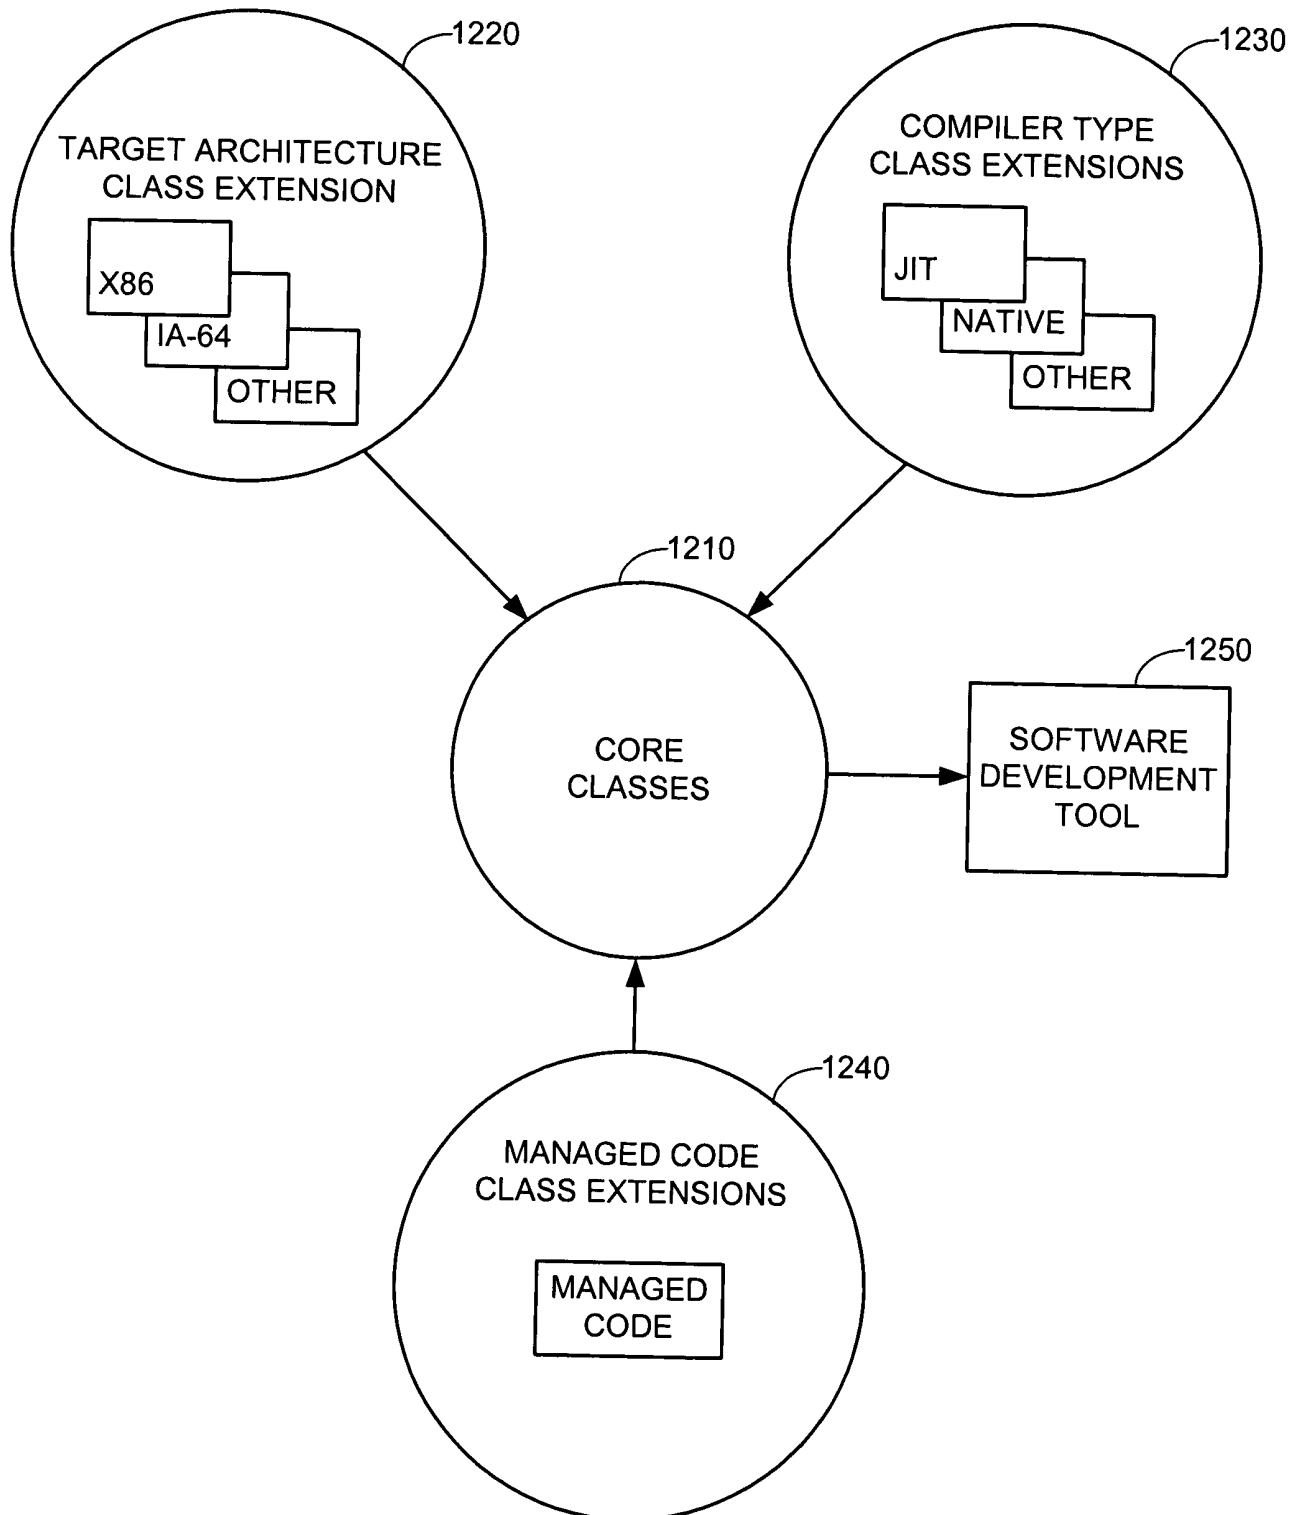 1220
TARGET ARCHITECTURE
CLASS EXTENSION
X86
IA-64
OTHER
1230
COMPILER TYPE
CLASS EXTENSIONS
JIT
NATIVE
OTHER
1210
CORE
CLASSES
1250
SOFTWARE
DEVELOPMENT
TOOL
1240
MANAGED CODE
CLASS EXTENSIONS
MANAGED
CODE